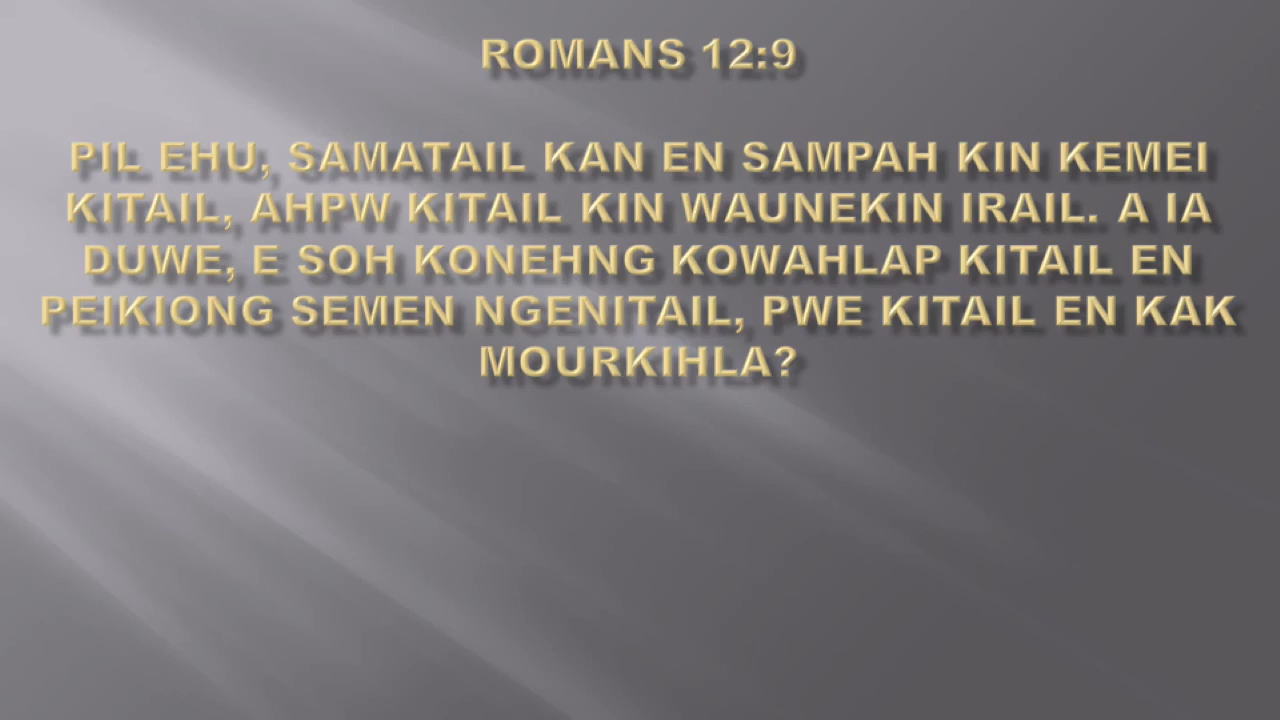 ROMANS 12:9
PIL EHU, SAMATAIL KAN EN SAMPAH KIN KEMEI
KITAIL, AHPW KITAIL KIN WAUNEKIN IRAIL. A IA
DUWE, E SOH KONEHNG KOWAHLAP KITAIL EN
PEIKIONG SEMEN NGENITAIL, PWE KITAIL EN KAK
MOURKIHLA?